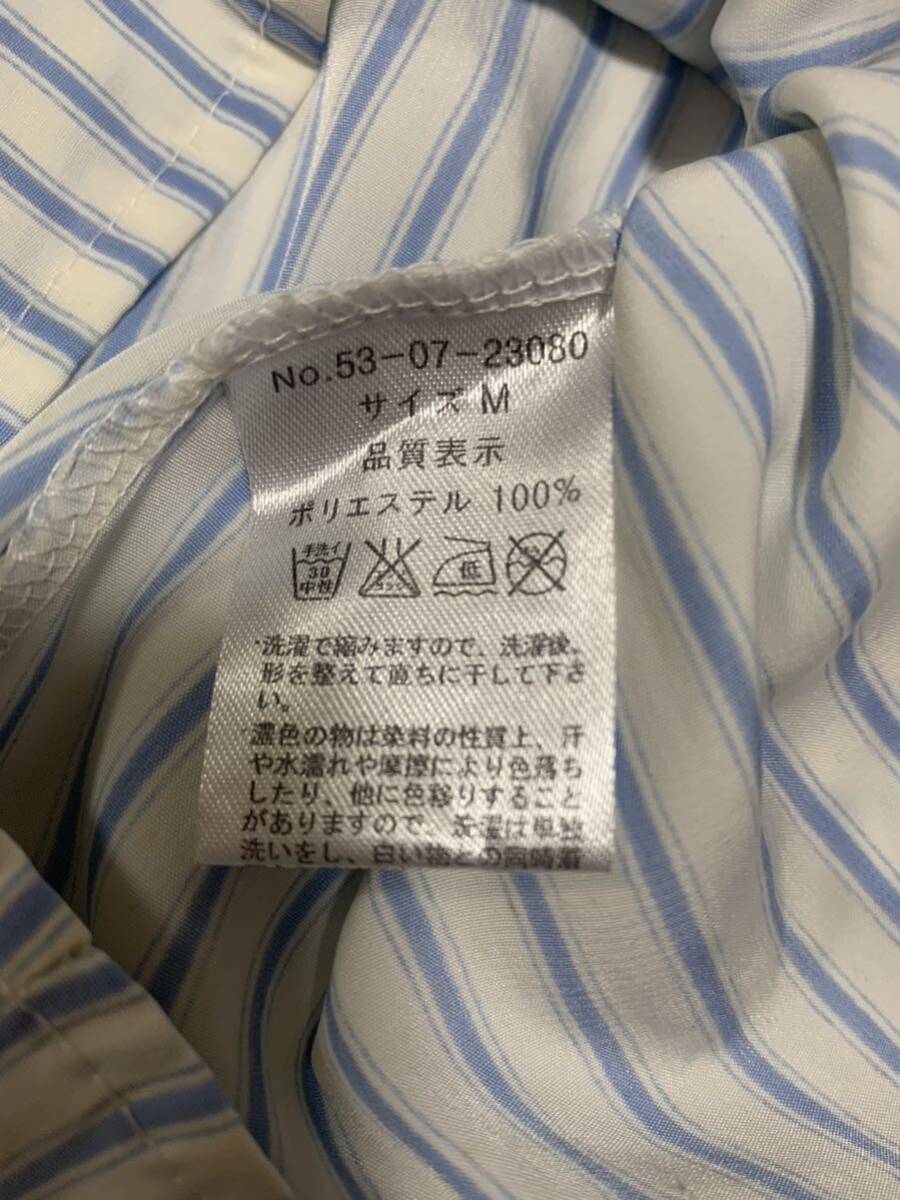 No.53-07-23080
サイズ M
品質表示
ポリエステル 100%
手洗イ 30 中性 低
・洗濯で縮みますので、洗濯後、
形を整えて直ちに干して下さ
い。
・濃色の物は染料の性質上、汗
や水濡れや摩擦により色落ち
したり、他に色移りすること
がありますので、洗濯は単独
洗いをし、白い物との同時着